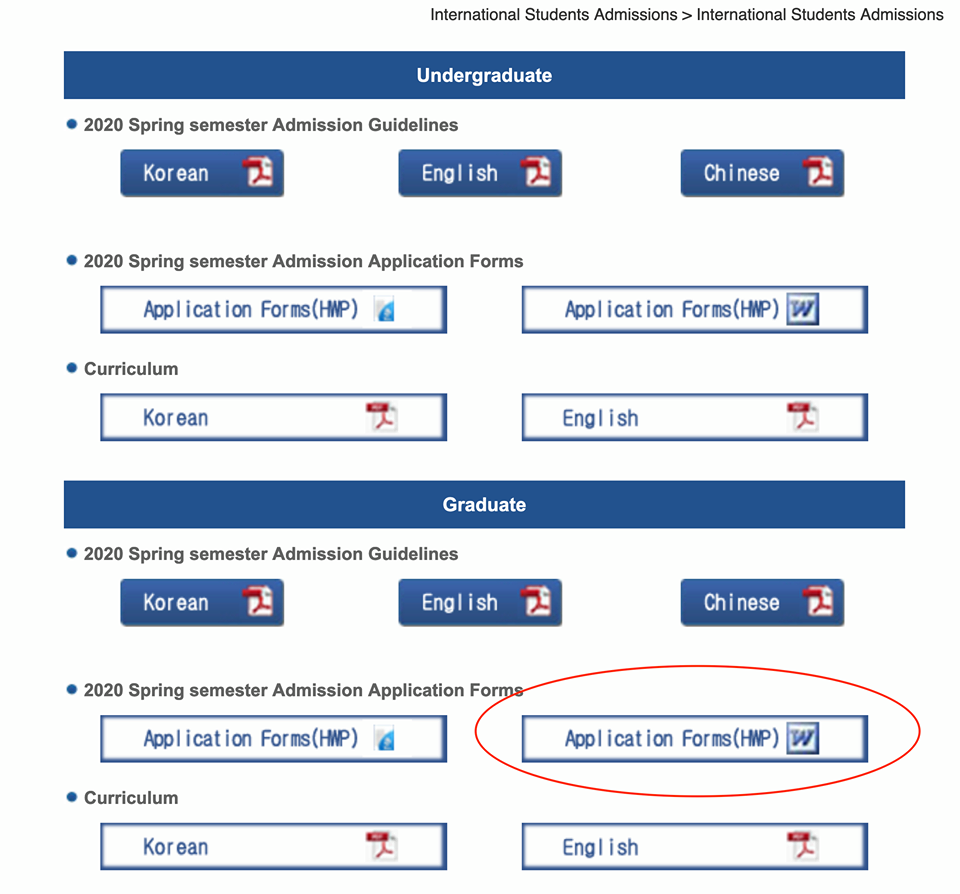 International Students Admissions > International Students Admissions
Undergraduate
2020 Spring semester Admission Guidelines
Korean English Chinese
2020 Spring semester Admission Application Forms
Application Forms(HWP) Application Forms(HWP)
Curriculum
Korean English
Graduate
2020 Spring semester Admission Guidelines
Korean English Chinese
2020 Spring semester Admission Application Forms
Application Forms(HWP) Application Forms(HWP)
Curriculum
Korean English